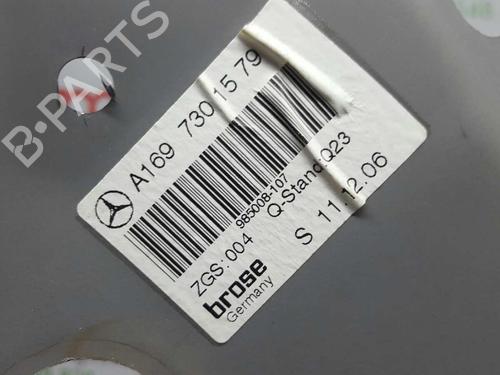 B-PARTS
A169 730 15 79
985008-107
ZGS: 004 Q-Stand:Q23
brose S 11.12.06
Germany